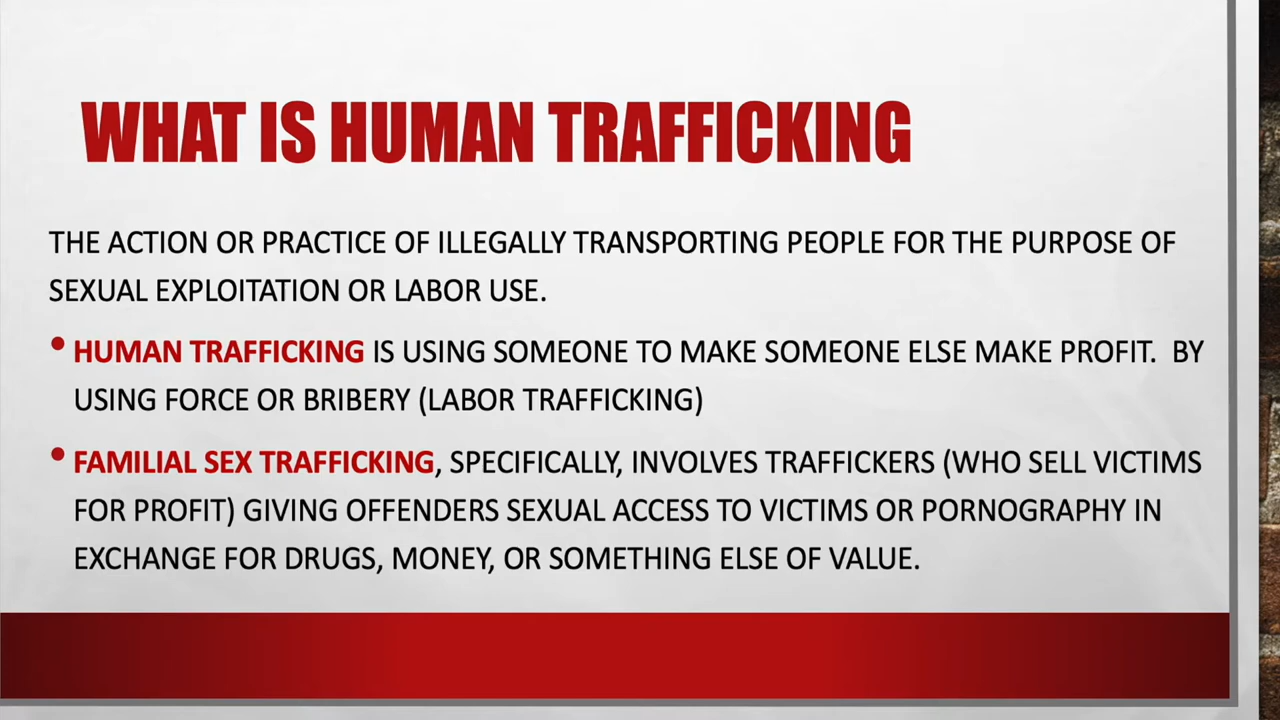 WHAT IS HUMAN TRAFFICKING
THE ACTION OR PRACTICE OF ILLEGALLY TRANSPORTING PEOPLE FOR THE PURPOSE OF
SEXUAL EXPLOITATION OR LABOR USE.
• HUMAN TRAFFICKING IS USING SOMEONE TO MAKE SOMEONE ELSE MAKE PROFIT.  BY
USING FORCE OR BRIBERY (LABOR TRAFFICKING)
• FAMILIAL SEX TRAFFICKING, SPECIFICALLY, INVOLVES TRAFFICKERS (WHO SELL VICTIMS
FOR PROFIT) GIVING OFFENDERS SEXUAL ACCESS TO VICTIMS OR PORNOGRAPHY IN
EXCHANGE FOR DRUGS, MONEY, OR SOMETHING ELSE OF VALUE.